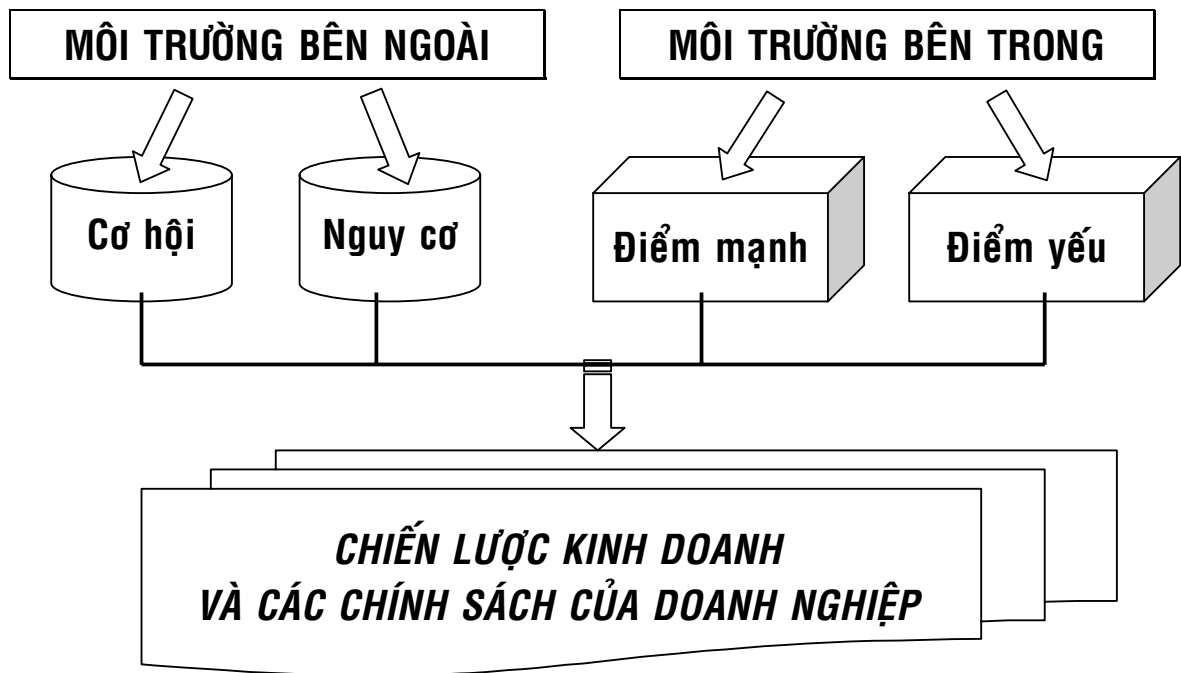 MÔI TRƯỜNG BÊN NGOÀI
MÔI TRƯỜNG BÊN TRONG
Cơ hội
Nguy cơ
Điểm mạnh
Điểm yếu
CHIẾN LƯỢC KINH DOANH
VÀ CÁC CHÍNH SÁCH CỦA DOANH NGHIỆP